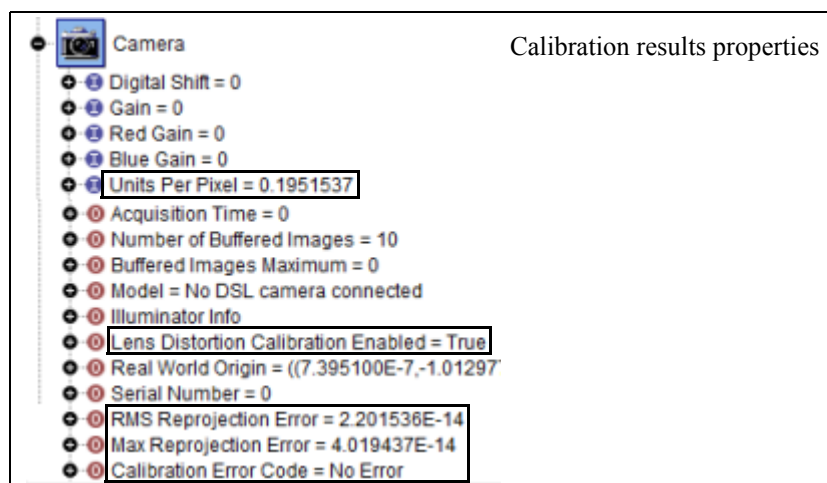 Camera
Calibration results properties
Digital Shift = 0
Gain = 0
Red Gain = 0
Blue Gain = 0
Units Per Pixel = 0.1951537
Acquisition Time = 0
Number of Buffered Images = 10
Buffered Images Maximum = 0
Model = No DSL camera connected
Illuminator Info
Lens Distortion Calibration Enabled = True
Real World Origin = ((7.395100E-7,-1.01297
Serial Number = 0
RMS Reprojection Error = 2.201536E-14
Max Reprojection Error = 4.019437E-14
Calibration Error Code = No Error